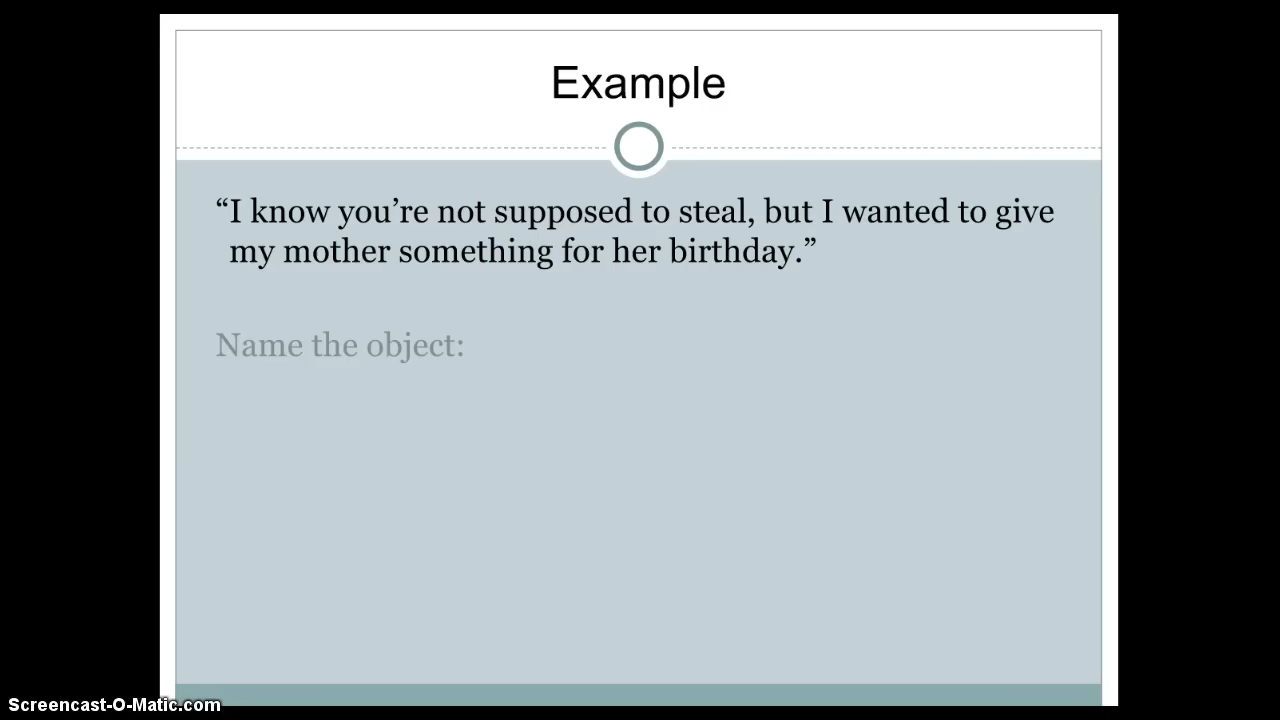 Example
“I know you’re not supposed to steal, but I wanted to give
my mother something for her birthday.”
Name the object:
Screencast-O-Matic.com